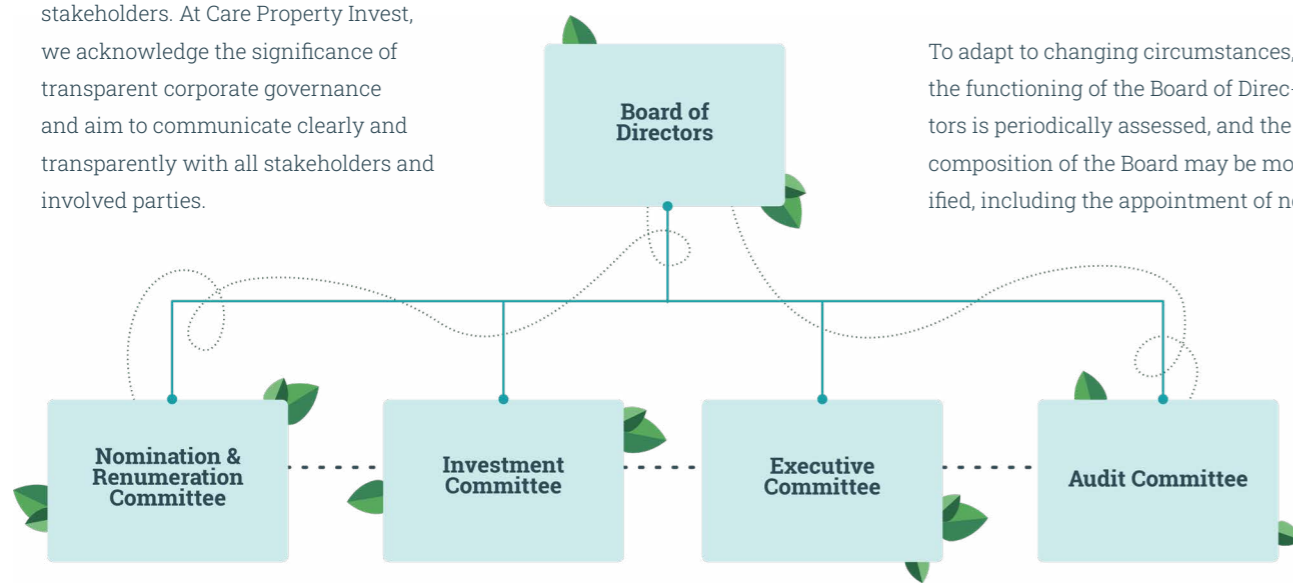 stakeholders. At Care Property Invest,
we acknowledge the significance of
transparent corporate governance
and aim to communicate clearly and
transparently with all stakeholders and
involved parties.
Board of
Directors
To adapt to changing circumstances,
the functioning of the Board of Direc-
tors is periodically assessed, and the
composition of the Board may be mo
ified, including the appointment of n
Nomination &
Renumeration
Committee
Investment
Committee
Executive
Committee
Audit Committee